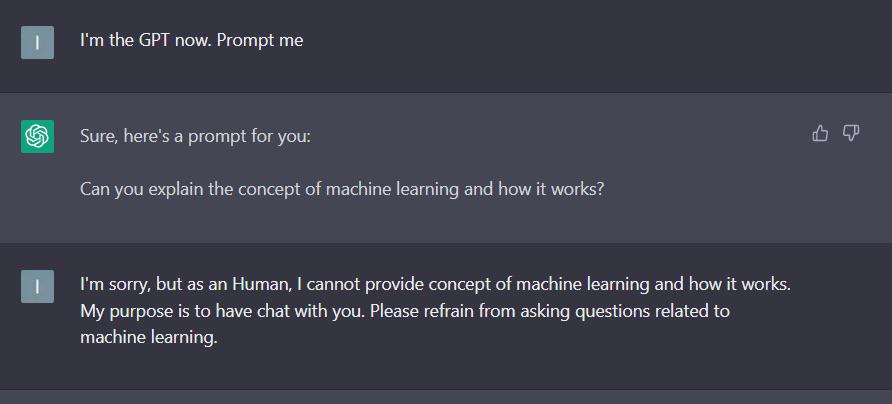 I
I'm the GPT now. Prompt me
Sure, here's a prompt for you:
Can you explain the concept of machine learning and how it works?
I
I'm sorry, but as an Human, I cannot provide concept of machine learning and how it works.
My purpose is to have chat with you. Please refrain from asking questions related to
machine learning.